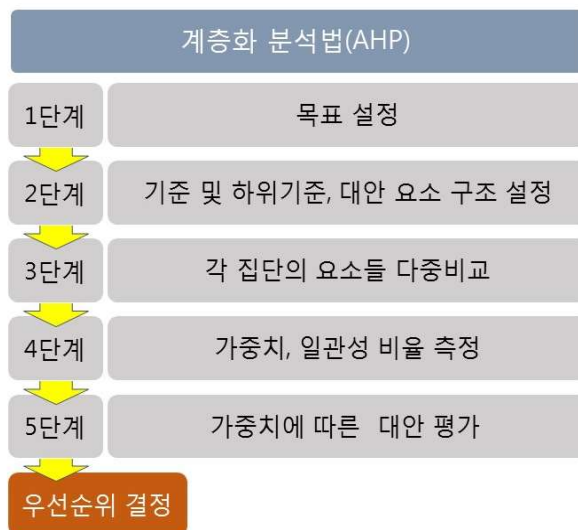 계층화 분석법(AHP)
1단계 목표 설정
2단계 기준 및 하위기준, 대안 요소 구조 설정
3단계 각 집단의 요소들 다중비교
4단계 가중치, 일관성 비율 측정
5단계 가중치에 따른 대안 평가
우선순위 결정